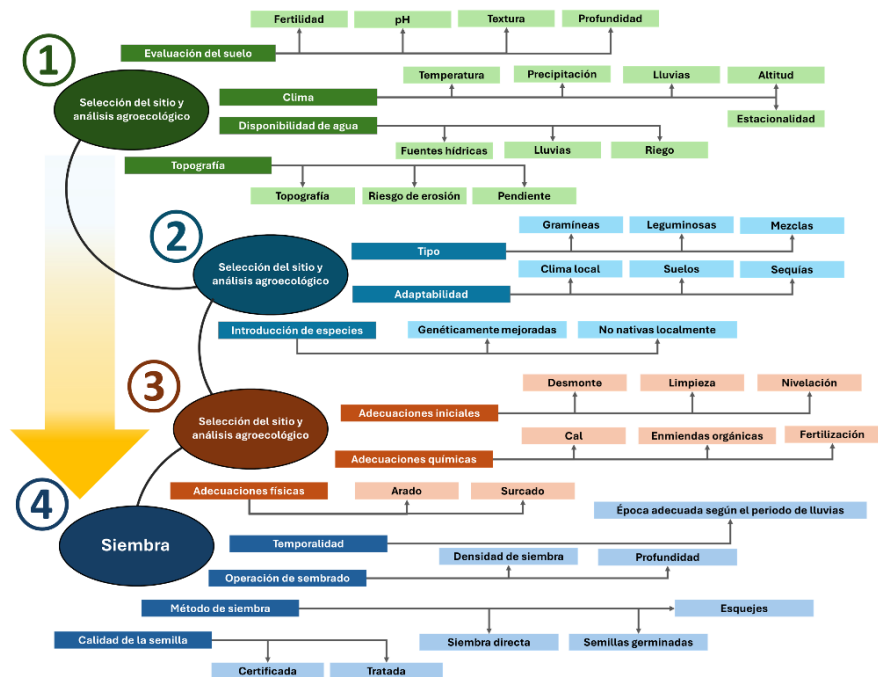 Fertilidad
pH
Textura
Profundidad
1
Evaluación del suelo
Selección del sitio y
análisis agroecológico
Temperatura
Precipitación
Lluvias
Altitud
Clima
Estacionalidad
Disponibilidad de agua
Fuentes hídricas
Lluvias
Riego
Topografía
Topografía
Riesgo de erosión
Pendiente
2
Selección del sitio y
análisis agroecológico
Gramíneas
Leguminosas
Mezclas
Tipo
Clima local
Suelos
Sequías
Adaptabilidad
Introducción de especies
Genéticamente mejoradas
No nativas localmente
3
Selección del sitio y
análisis agroecológico
Desmonte
Limpieza
Nivelación
Adecuaciones iniciales
Cal
Enmiendas orgánicas
Fertilización
Adecuaciones químicas
Adecuaciones físicas
Arado
Surcado
4
Siembra
Época adecuada según el periodo de lluvias
Temporalidad
Densidad de siembra
Profundidad
Operación de sembrado
Método de siembra
Esquejes
Siembra directa
Semillas germinadas
Calidad de la semilla
Certificada
Tratada